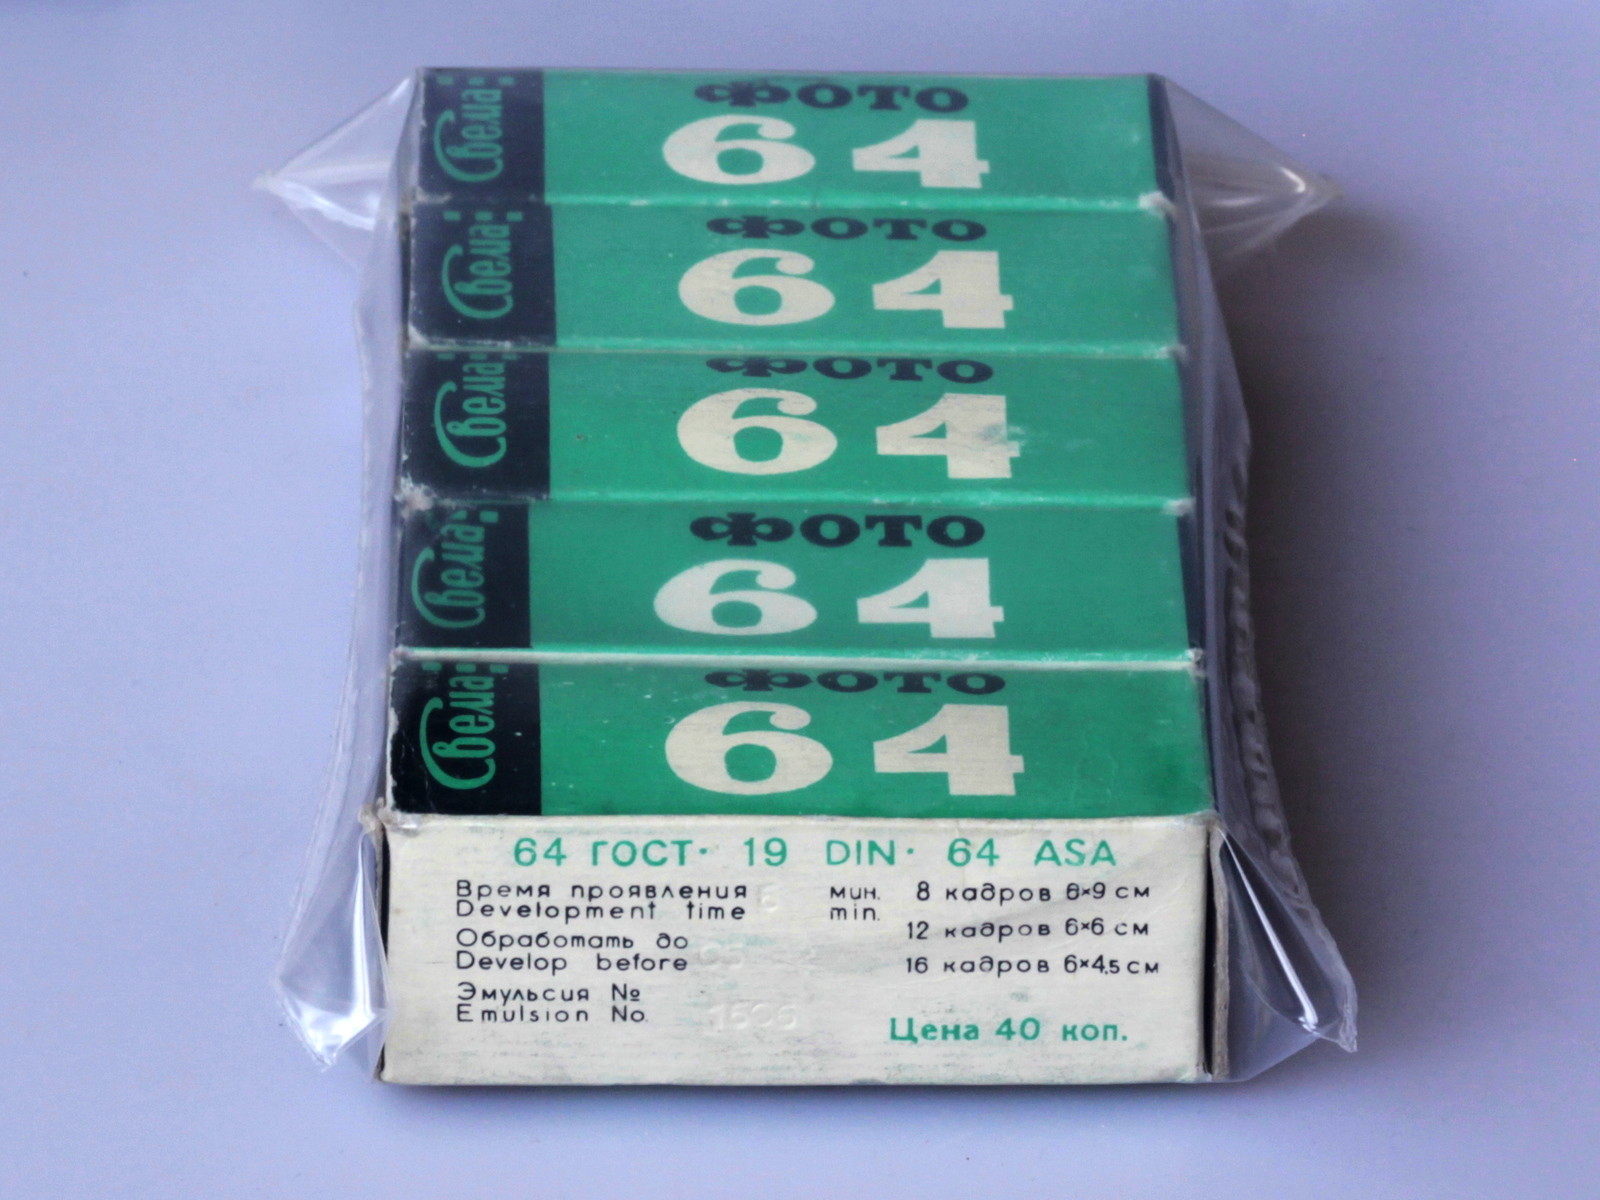 Свема
фото
64
Свема
фото
64
Свема
фото
64
Свема
фото
64
Свема
фото
64
64 ГОСТ · 19 DIN · 64 ASA
Время проявления 6 мин.
Development time min.
8 кадров 6×9 см
12 кадров 6×6 см
16 кадров 6×4,5 см
Обработать до
Develop before
Эмульсия №
Emulsion No. 1506
Цена 40 коп.